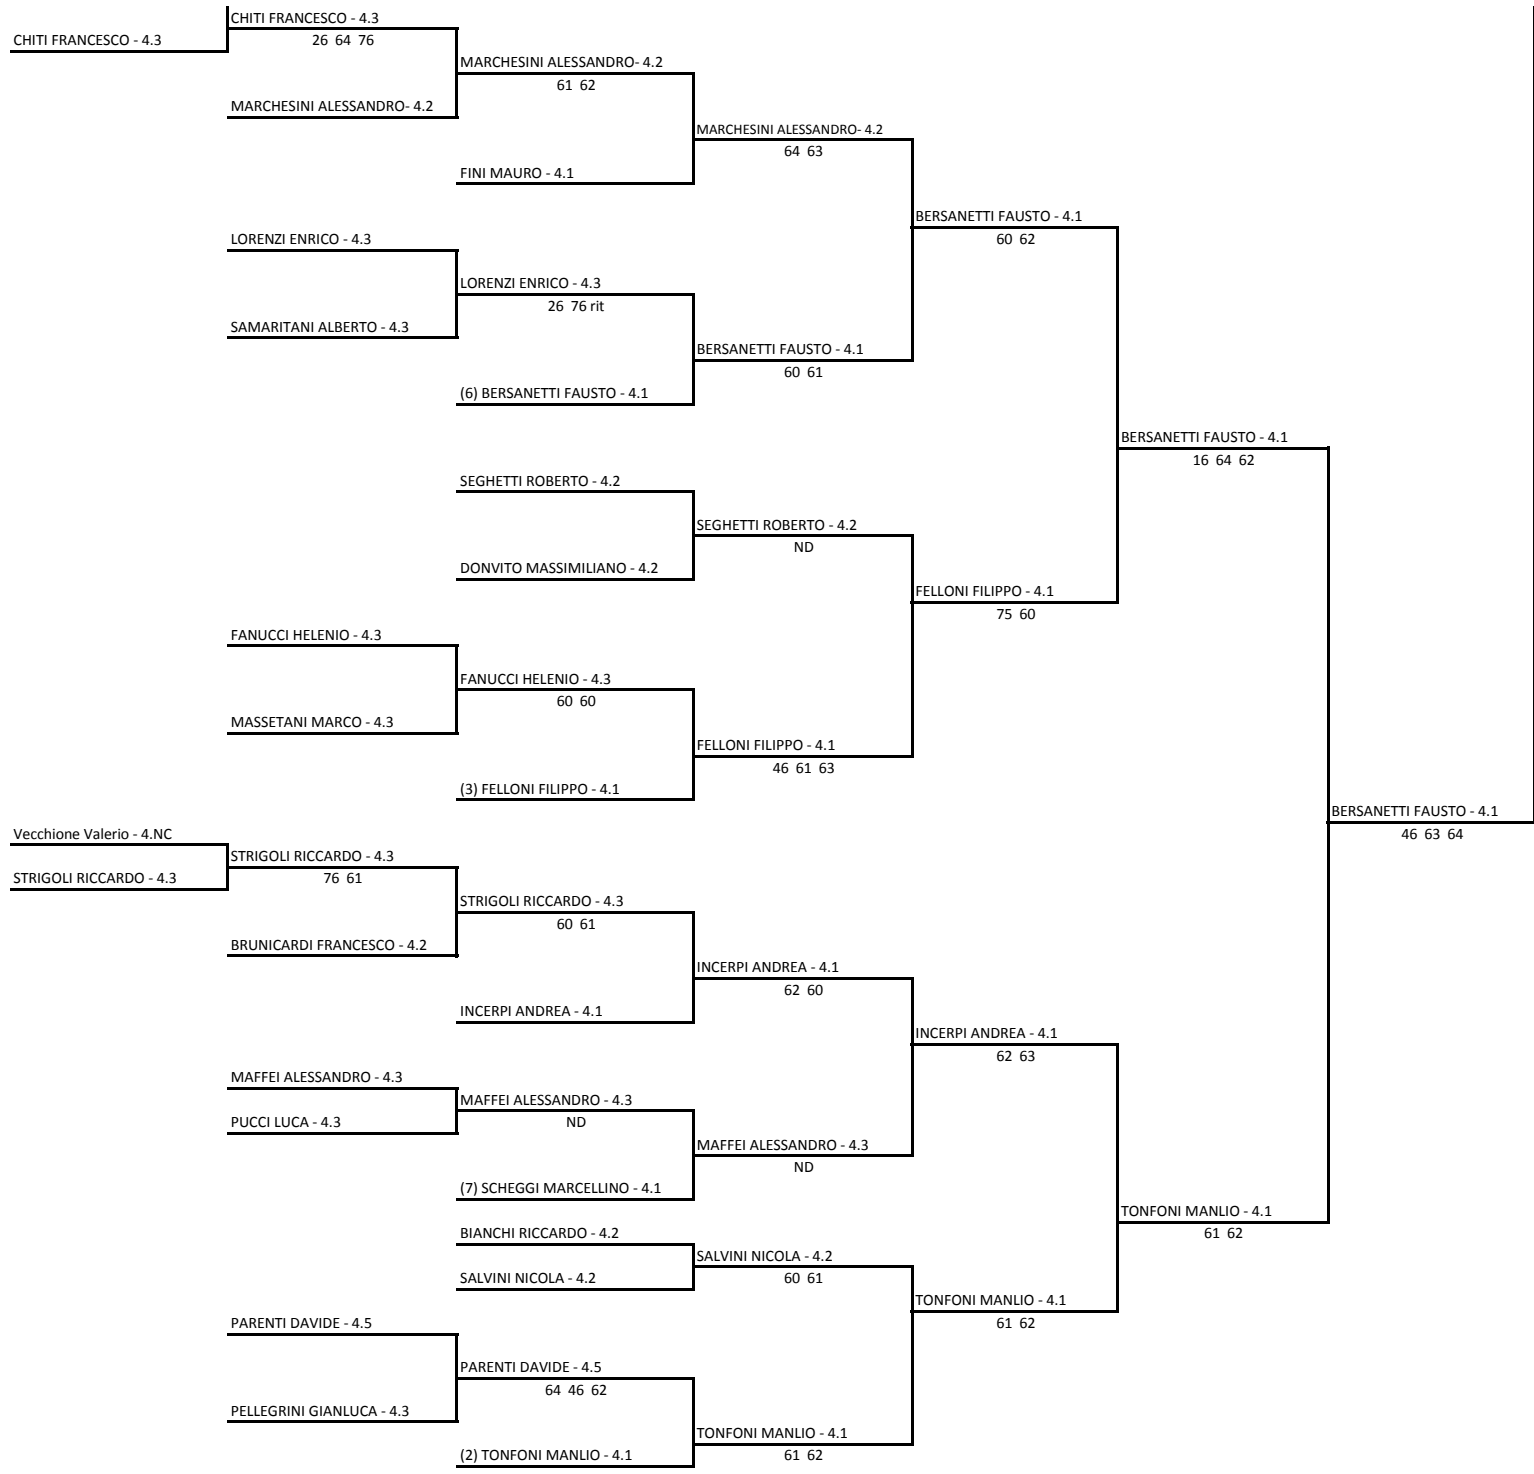 CHITI FRANCESCO - 4.3
CHITI FRANCESCO - 4.3
26 64 76
MARCHESINI ALESSANDRO- 4.2
61 62
MARCHESINI ALESSANDRO- 4.2
MARCHESINI ALESSANDRO- 4.2
64 63
FINI MAURO - 4.1
BERSANETTI FAUSTO - 4.1
60 62
LORENZI ENRICO - 4.3
LORENZI ENRICO - 4.3
26 76 rit
SAMARITANI ALBERTO - 4.3
BERSANETTI FAUSTO - 4.1
60 61
(6) BERSANETTI FAUSTO - 4.1
BERSANETTI FAUSTO - 4.1
16 64 62
SEGHETTI ROBERTO - 4.2
SEGHETTI ROBERTO - 4.2
ND
DONVITO MASSIMILIANO - 4.2
FELLONI FILIPPO - 4.1
75 60
FANUCCI HELENIO - 4.3
FANUCCI HELENIO - 4.3
60 60
MASSETANI MARCO - 4.3
FELLONI FILIPPO - 4.1
46 61 63
(3) FELLONI FILIPPO - 4.1
BERSANETTI FAUSTO - 4.1
46 63 64
Vecchione Valerio - 4.NC
STRIGOLI RICCARDO - 4.3
STRIGOLI RICCARDO - 4.3
76 61
STRIGOLI RICCARDO - 4.3
60 61
BRUNICARDI FRANCESCO - 4.2
INCERPI ANDREA - 4.1
62 60
INCERPI ANDREA - 4.1
INCERPI ANDREA - 4.1
62 63
MAFFEI ALESSANDRO - 4.3
MAFFEI ALESSANDRO - 4.3
ND
PUCCI LUCA - 4.3
MAFFEI ALESSANDRO - 4.3
ND
(7) SCHEGGI MARCELLINO - 4.1
TONFONI MANLIO - 4.1
61 62
BIANCHI RICCARDO - 4.2
SALVINI NICOLA - 4.2
60 61
SALVINI NICOLA - 4.2
TONFONI MANLIO - 4.1
61 62
PARENTI DAVIDE - 4.5
PARENTI DAVIDE - 4.5
64 46 62
PELLEGRINI GIANLUCA - 4.3
TONFONI MANLIO - 4.1
61 62
(2) TONFONI MANLIO - 4.1